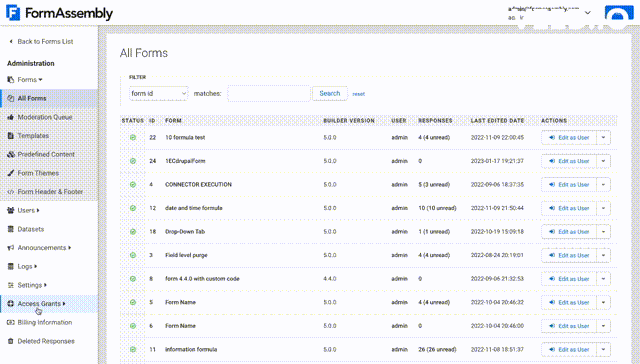 FormAssembly
Back to Forms List
Administration
Forms
All Forms
Moderation Queue
Templates
Predefined Content
Form Themes
Form Header & Footer
Users
Datasets
Announcements
Logs
Settings
Access Grants
Billing Information
Deleted Responses
All Forms
FILTER
form id matches: Search reset
STATUS ID FORM BUILDER VERSION USER RESPONSES LAST EDITED DATE ACTIONS
22 10 formula test 5.0.0 admin 4 (4 unread) 2022-11-09 22:00:45 Edit as User
24 1ECdrupalForm 5.0.0 admin 0 2023-01-17 19:21:37 Edit as User
4 CONNECTOR EXECUTION 5.0.0 admin 5 (3 unread) 2022-09-06 18:37:35 Edit as User
12 date and time formula 5.0.0 admin 10 (10 unread) 2022-11-09 21:50:44 Edit as User
18 Drop-Down Tab 5.0.0 admin 1 (1 unread) 2022-10-19 15:09:18 Edit as User
3 Field level purge 5.0.0 admin 4 (4 unread) 2022-08-24 20:19:01 Edit as User
8 form 4.4.0 with custom code 4.4.0 admin 0 2022-09-06 21:32:53 Edit as User
5 Form Name 5.0.0 admin 4 (4 unread) 2022-10-04 20:46:32 Edit as User
6 Form Name 5.0.0 admin 0 2022-10-04 20:46:00 Edit as User
11 information formula 5.0.0 admin 26 (26 unread) 2022-11-08 18:51:37 Edit as User